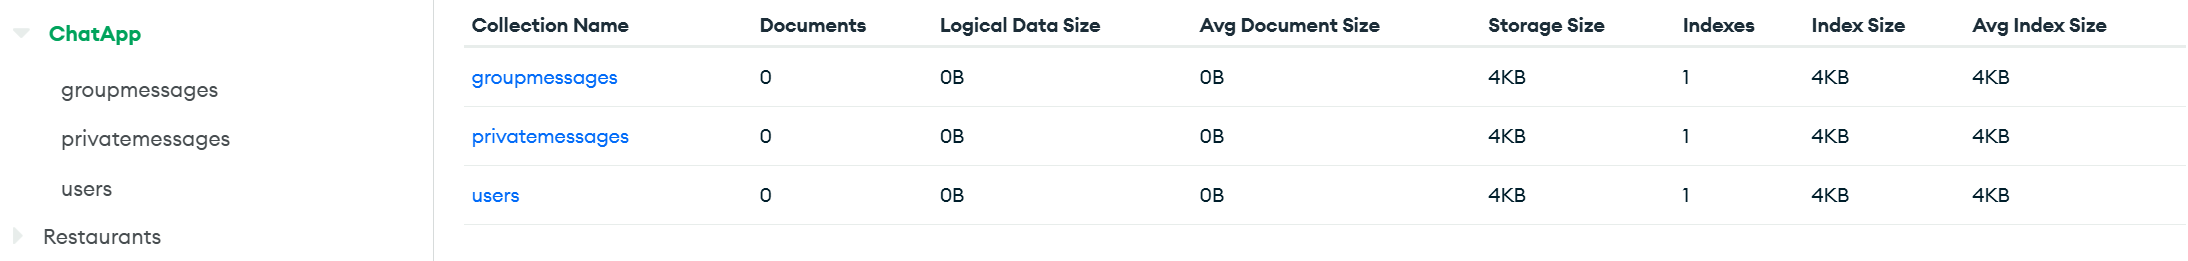 ChatApp
groupmessages
privatemessages
users
Restaurants
Collection Name Documents Logical Data Size Avg Document Size Storage Size Indexes Index Size Avg Index Size
groupmessages 0 0B 0B 4KB 1 4KB 4KB
privatemessages 0 0B 0B 4KB 1 4KB 4KB
users 0 0B 0B 4KB 1 4KB 4KB